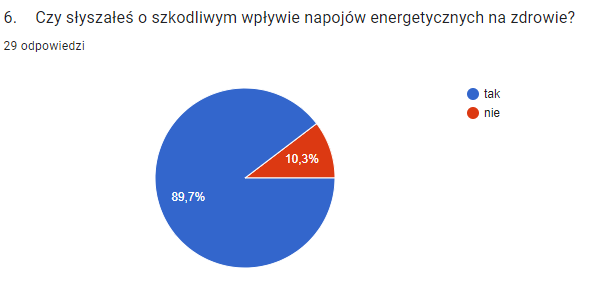 6. Czy słyszałeś o szkodliwym wpływie napojów energetycznych na zdrowie?
29 odpowiedzi
tak
nie
10,3%
89,7%